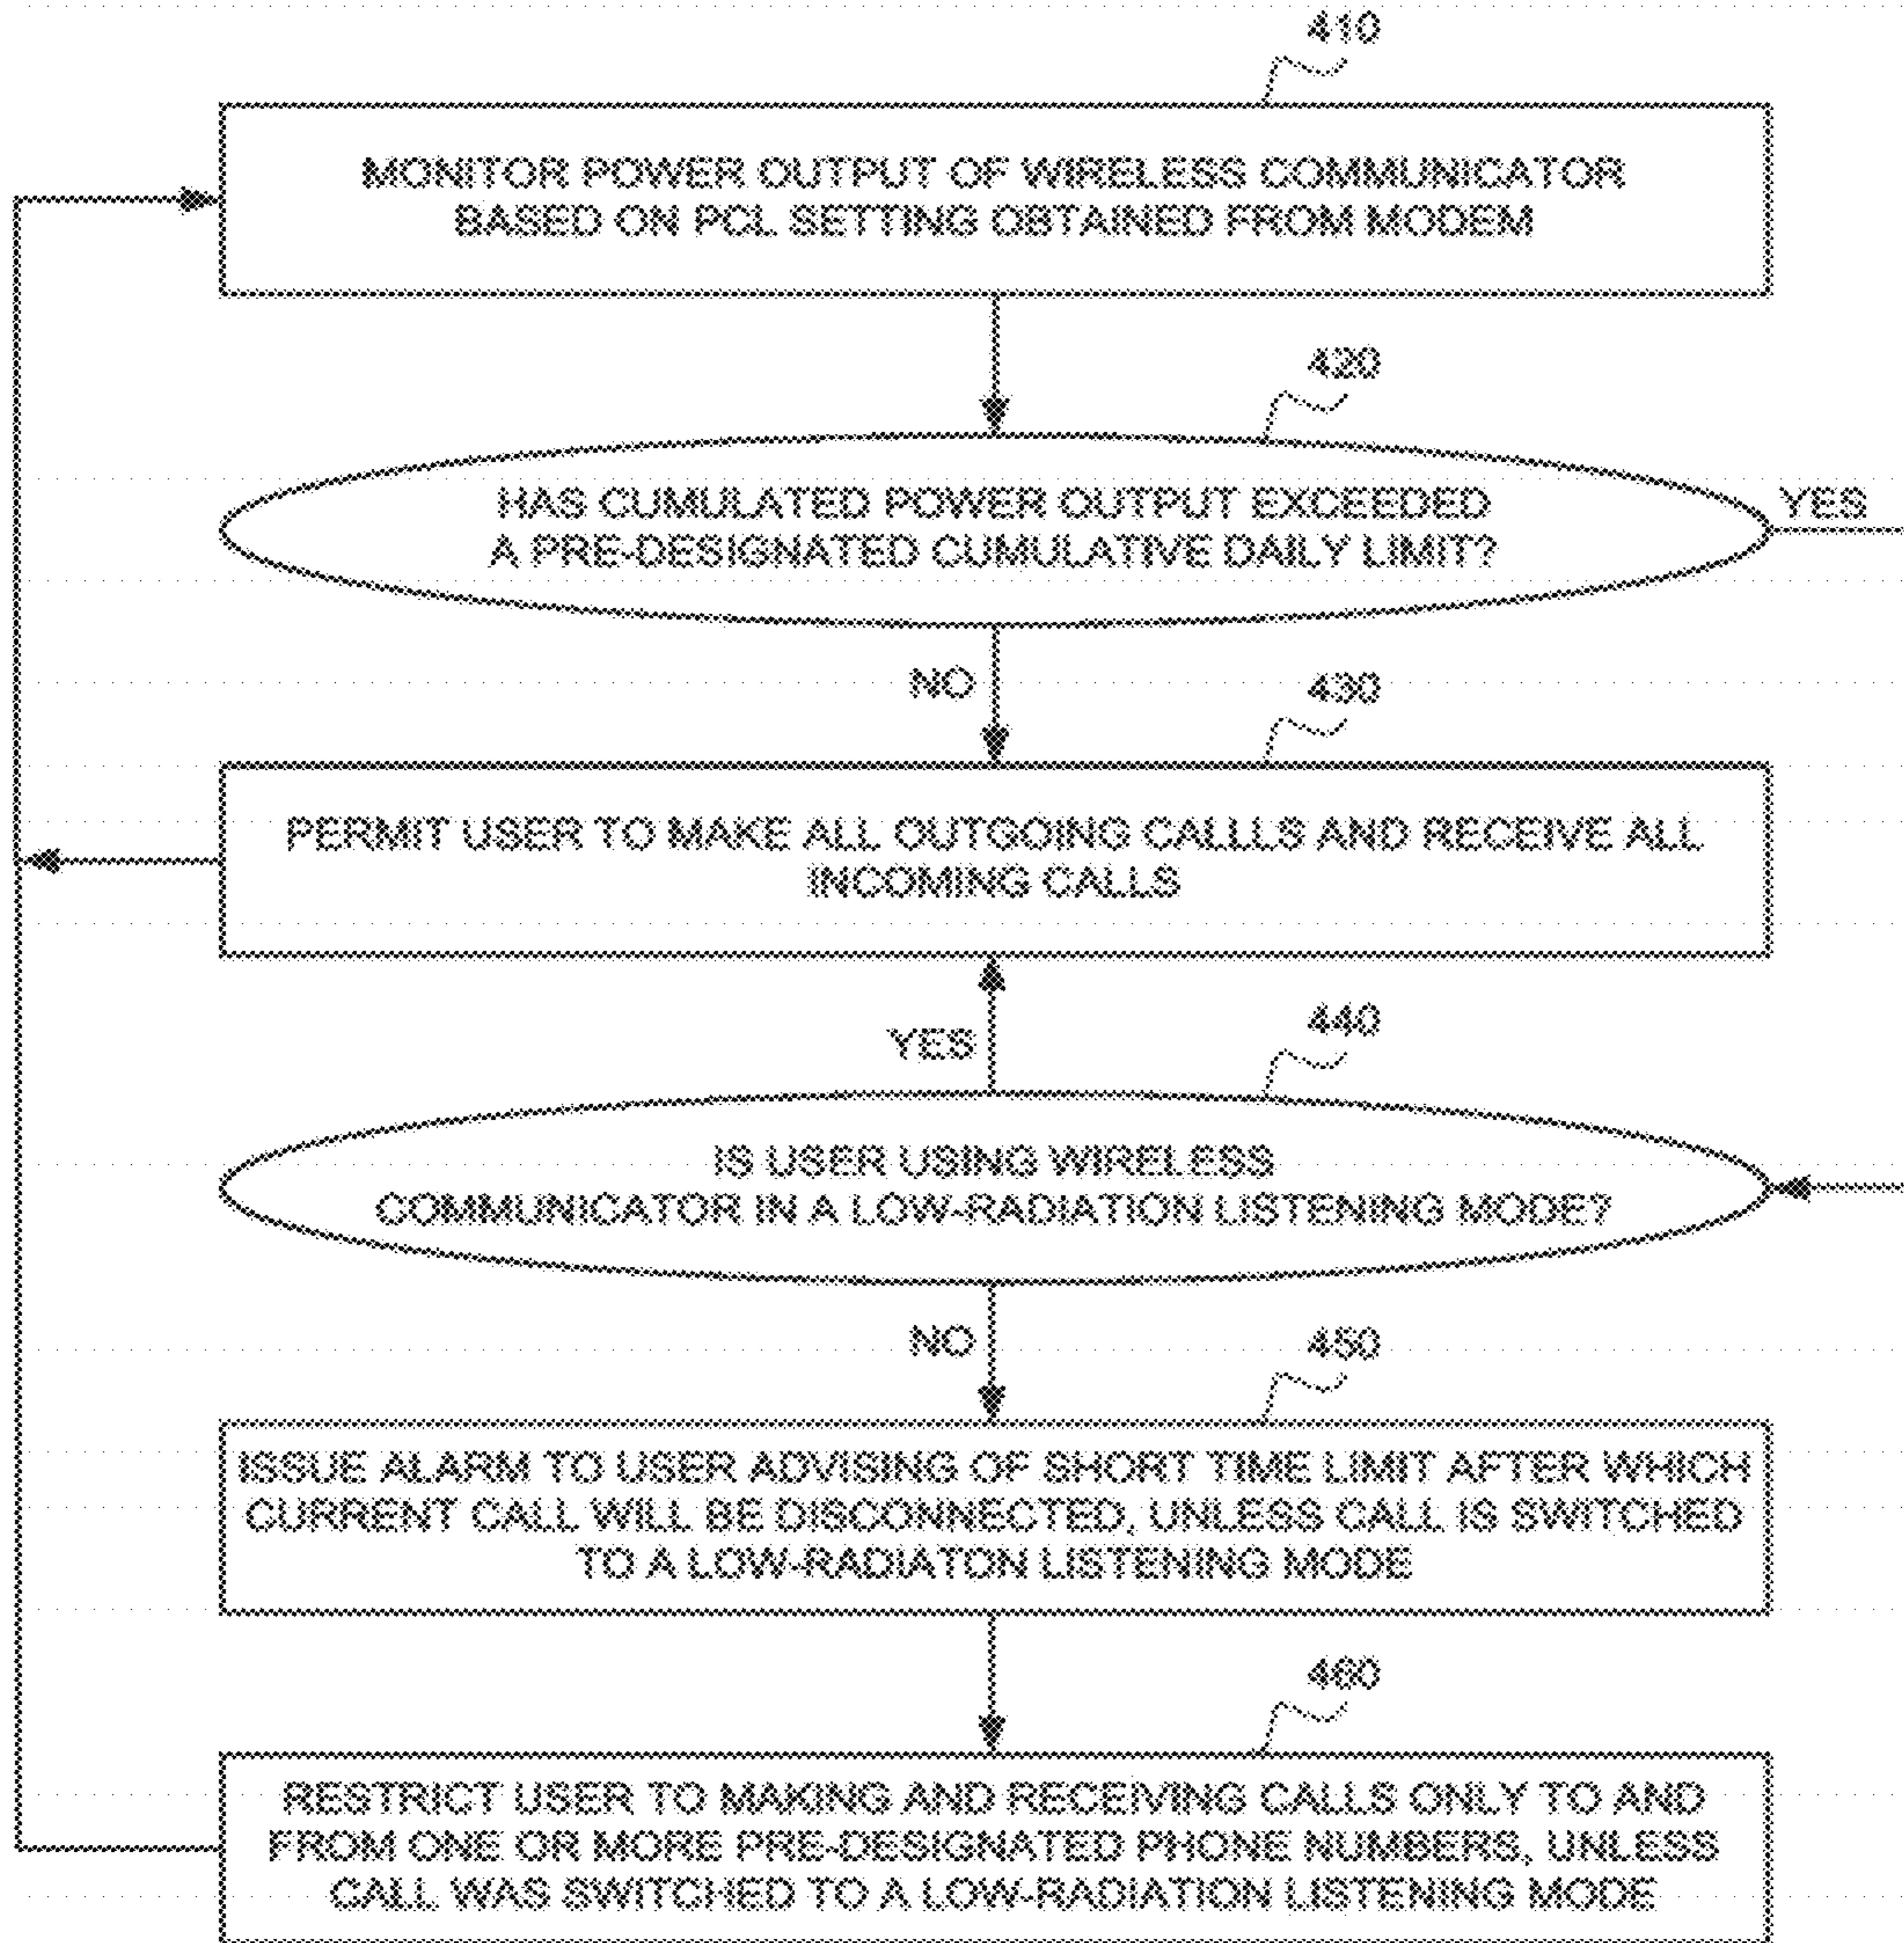 410
MONITOR POWER OUTPUT OF WIRELESS COMMUNICATOR
BASED ON PCL SETTING OBTAINED FROM MODEM
420
HAS CUMULATED POWER OUTPUT EXCEEDED
A PRE-DESIGNATED CUMULATIVE DAILY LIMIT?
YES
NO
430
PERMIT USER TO MAKE ALL OUTGOING CALLLS AND RECEIVE ALL
INCOMING CALLS
YES
440
IS USER USING WIRELESS
COMMUNICATOR IN A LOW-RADIATION LISTENING MODE?
NO
450
ISSUE ALARM TO USER ADVISING OF SHORT TIME LIMIT AFTER WHICH
CURRENT CALL WILL BE DISCONNECTED, UNLESS CALL IS SWITCHED
TO A LOW-RADIATON LISTENING MODE
460
RESTRICT USER TO MAKING AND RECEIVING CALLS ONLY TO AND
FROM ONE OR MORE PRE-DESIGNATED PHONE NUMBERS, UNLESS
CALL WAS SWITCHED TO A LOW-RADIATION LISTENING MODE